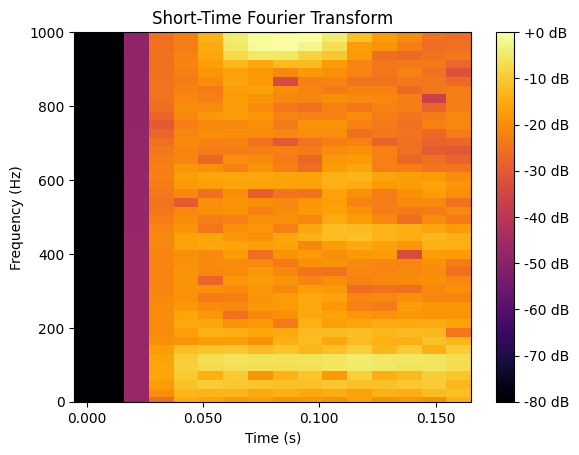 Short-Time Fourier Transform
1000
800
600
400
200
0
Frequency (Hz)
0.000
0.050
0.100
0.150
Time (s)
+0 dB
-10 dB
-20 dB
-30 dB
-40 dB
-50 dB
-60 dB
-70 dB
-80 dB